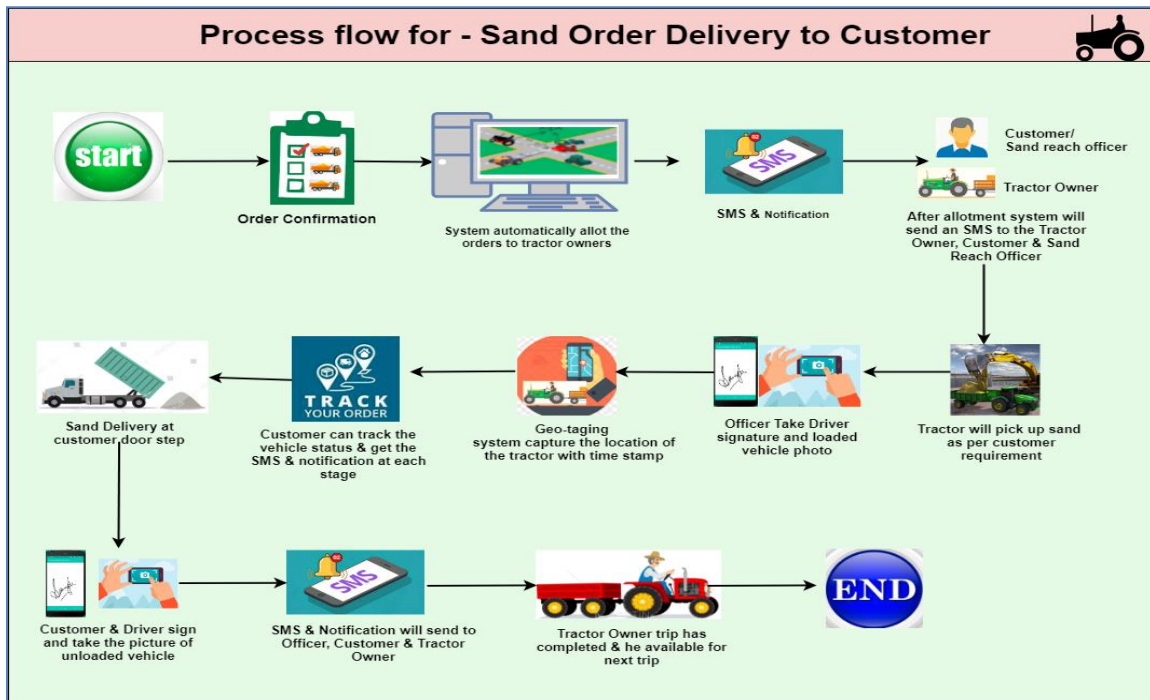 Process flow for - Sand Order Delivery to Customer
start
Order Confirmation
System automatically allot the
orders to tractor owners
SMS
SMS & Notification
Customer/
Sand reach officer
Tractor Owner
After allotment system will
send an SMS to the Tractor
Owner, Customer & Sand
Reach Officer
Tractor will pick up sand
as per customer
requirement
Officer Take Driver
signature and loaded
vehicle photo
Geo-taging
system capture the location of
the tractor with time stamp
TRACK
YOUR ORDER
Customer can track the
vehicle status & get the
SMS & notification at each
stage
Sand Delivery at
customer door step
Customer & Driver sign
and take the picture of
unloaded vehicle
SMS
SMS & Notification will send to
Officer, Customer & Tractor
Owner
Tractor Owner trip has
completed & he available for
next trip
END